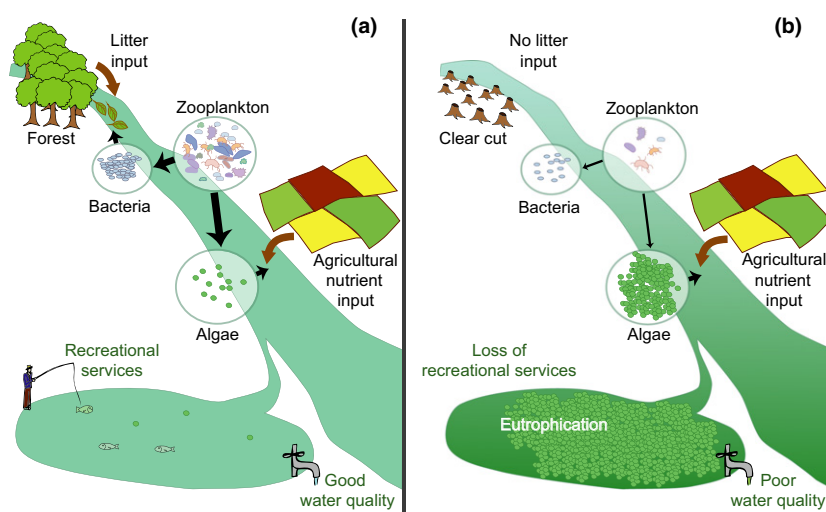 (a)
Litter
input
Zooplankton
Forest
Bacteria
Agricultural
nutrient
input
Algae
Recreational
services
Good
water quality
(b)
No litter
input
Zooplankton
Clear cut
Bacteria
Agricultural
nutrient
input
Algae
Loss of
recreational services
Eutrophication
Poor
water quality